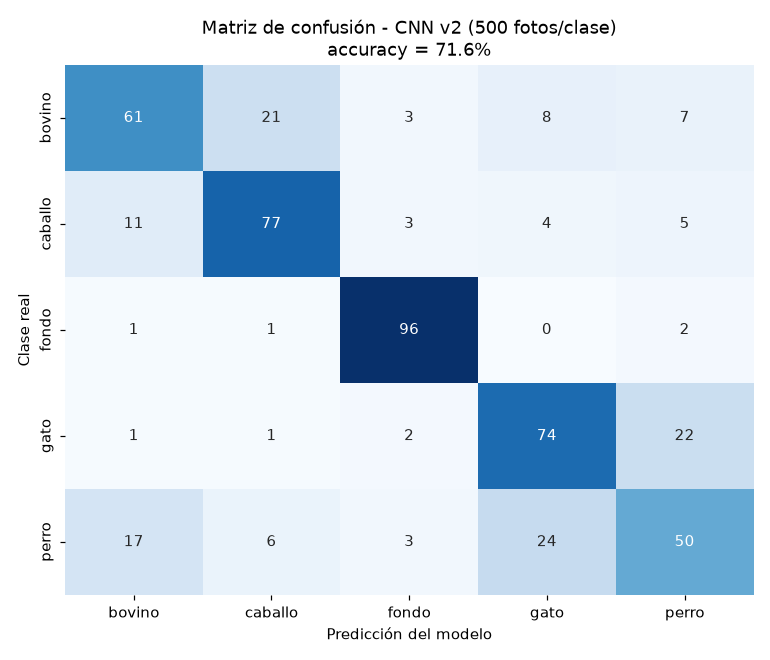 Matriz de confusión - CNN v2 (500 fotos/clase)
accuracy = 71.6%
Clase real
bovino 61 21 3 8 7
caballo 11 77 3 4 5
fondo 1 1 96 0 2
gato 1 1 2 74 22
perro 17 6 3 24 50
bovino caballo fondo gato perro
Predicción del modelo